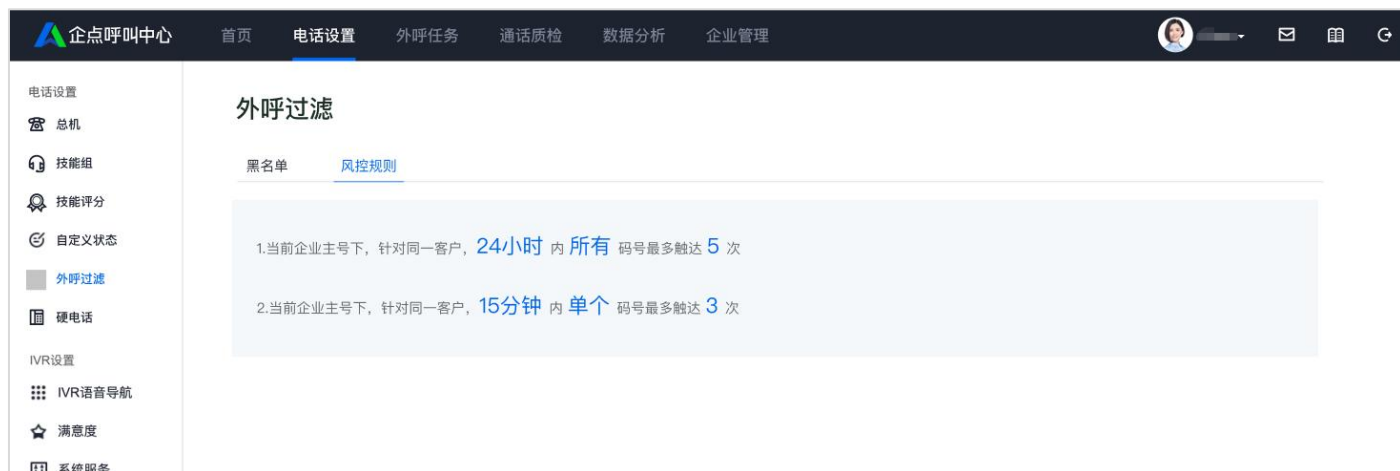 企点呼叫中心 首页 电话设置 外呼任务 通话质检 数据分析 企业管理
电话设置
总机
技能组
技能评分
自定义状态
外呼过滤
硬电话
IVR设置
IVR语音导航
满意度
系统服务
外呼过滤
黑名单 风控规则
1.当前企业主号下，针对同一客户，24小时 内 所有 码号最多触达 5 次
2.当前企业主号下，针对同一客户，15分钟 内 单个 码号最多触达 3 次